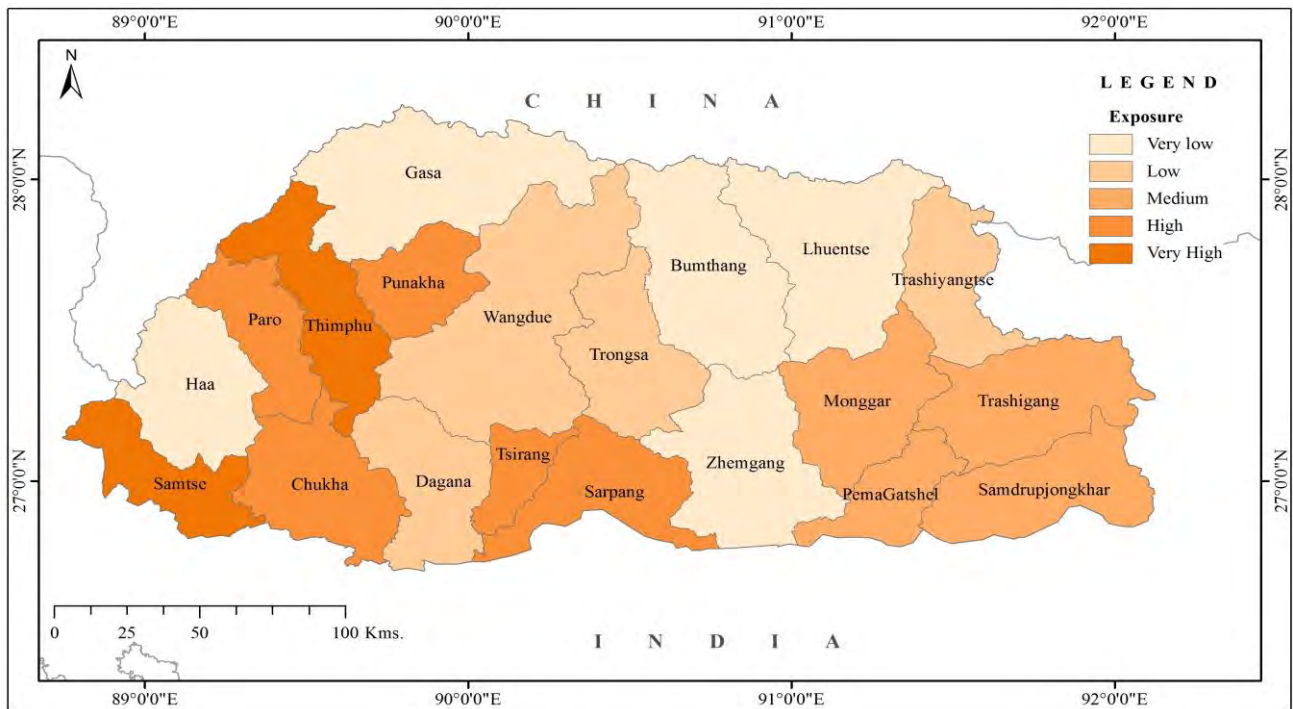 89°0'0"E 90°0'0"E 91°0'0"E 92°0'0"E
N
C H I N A
L E G E N D
Exposure
Very low
Low
Medium
High
Very High
28°0'0"N
28°0'0"N
Gasa
Punakha
Bumthang
Lhuentse
Trashiyangtse
Paro
Thimphu
Wangdue
Trongsa
Haa
Monggar
Trashigang
Tsirang
Zhemgang
Samtse
Chukha
Dagana
Sarpang
PemaGatshel
Samdrupjongkhar
27°0'0"N
27°0'0"N
0 25 50 100 Kms.
I N D I A
89°0'0"E 90°0'0"E 91°0'0"E 92°0'0"E